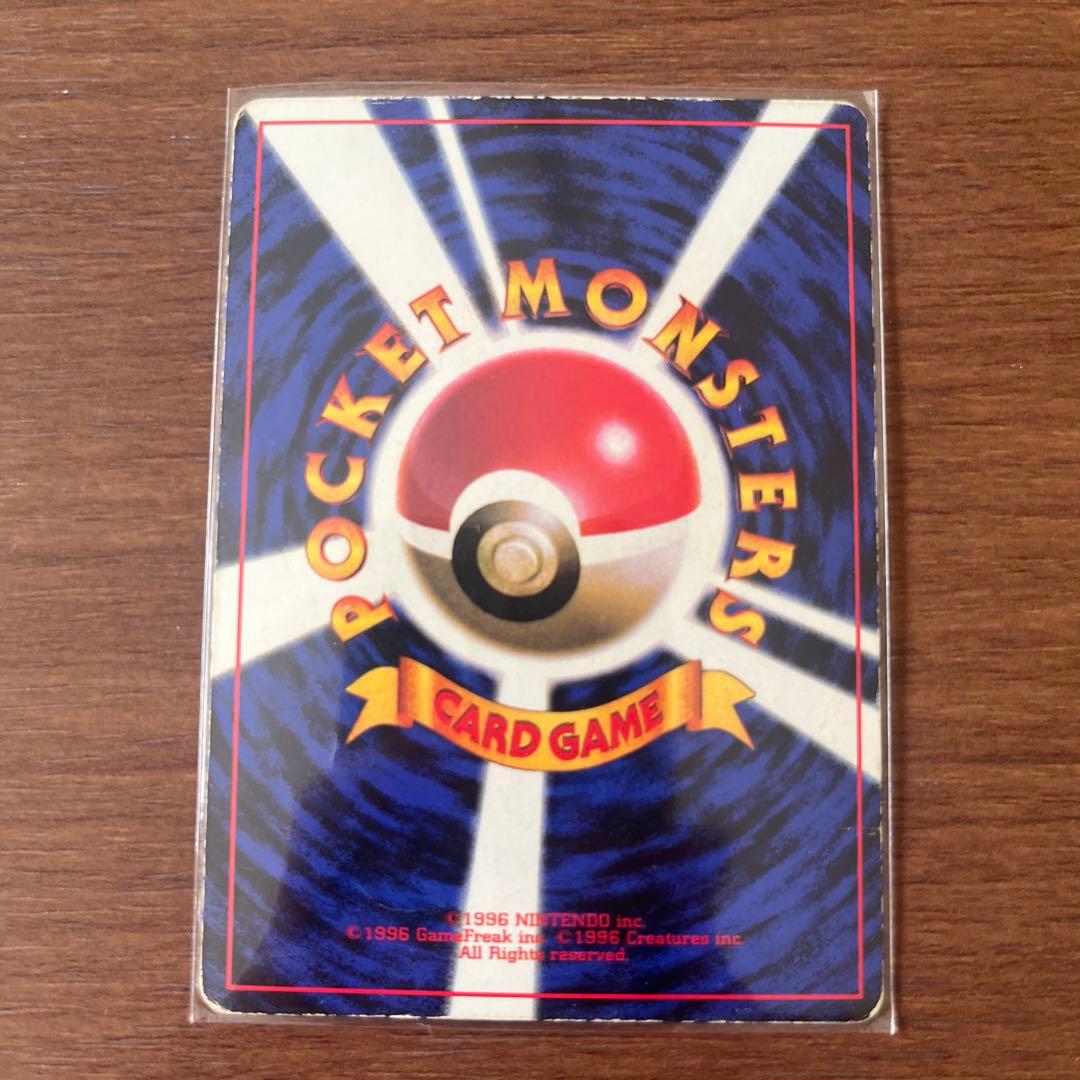 POCKET MONSTERS
CARD GAME
©1996 NINTENDO inc.
©1996 GameFreak inc. ©1996 Creatures inc.
All Rights reserved.